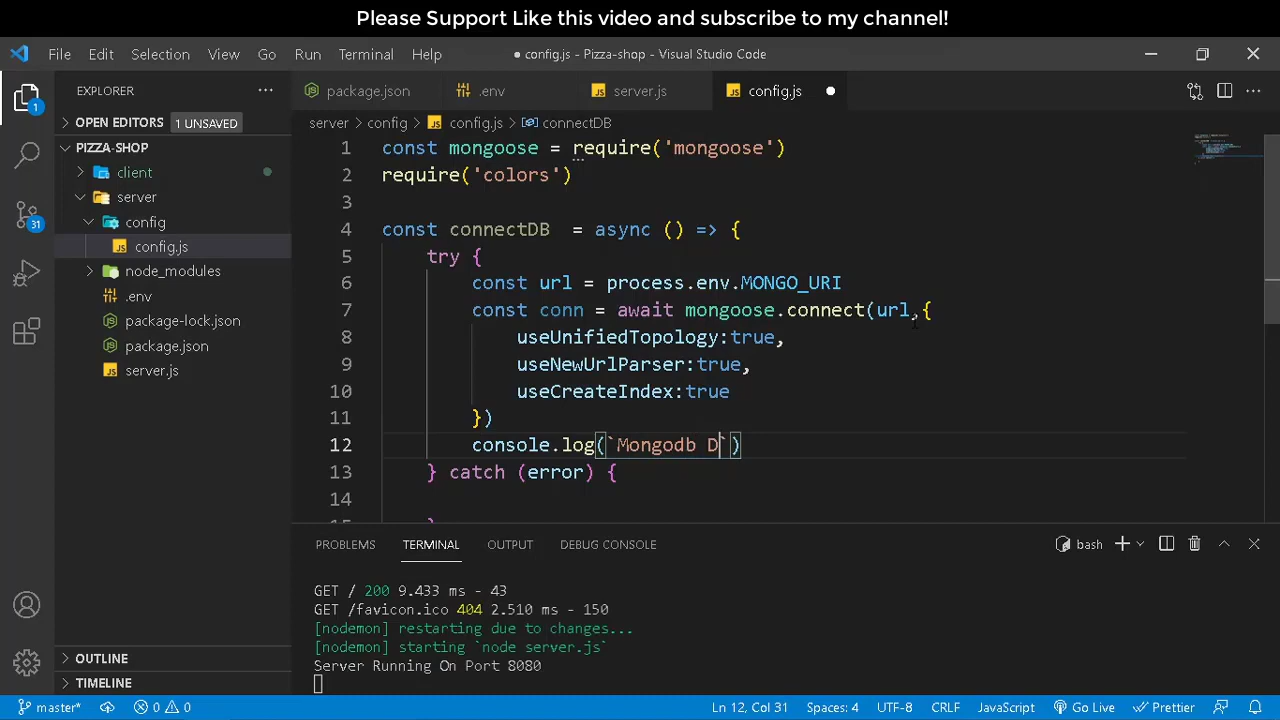 Please Support Like this video and subscribe to my channel!
File Edit Selection View Go Run Terminal Help
● config.js - Pizza-shop - Visual Studio Code
EXPLORER
package.json
.env
server.js
config.js
OPEN EDITORS 1 UNSAVED
server > config > config.js > connectDB
PIZZA-SHOP
client
server
config
config.js
node_modules
.env
package-lock.json
package.json
server.js
1 const mongoose = require('mongoose')
2 require('colors')
3
4 const connectDB = async () => {
5 try {
6 const url = process.env.MONGO_URI
7 const conn = await mongoose.connect(url,{
8 useUnifiedTopology:true,
9 useNewUrlParser:true,
10 useCreateIndex:true
11 })
12 console.log(`Mongodb D`)
13 } catch (error) {
14
15 }
1
31
PROBLEMS TERMINAL OUTPUT DEBUG CONSOLE
bash
GET / 200 9.433 ms - 43
GET /favicon.ico 404 2.510 ms - 150
[nodemon] restarting due to changes...
[nodemon] starting `node server.js`
Server Running On Port 8080
OUTLINE
TIMELINE
master* 0 0 Ln 12, Col 31 Spaces: 4 UTF-8 CRLF JavaScript Go Live Prettier